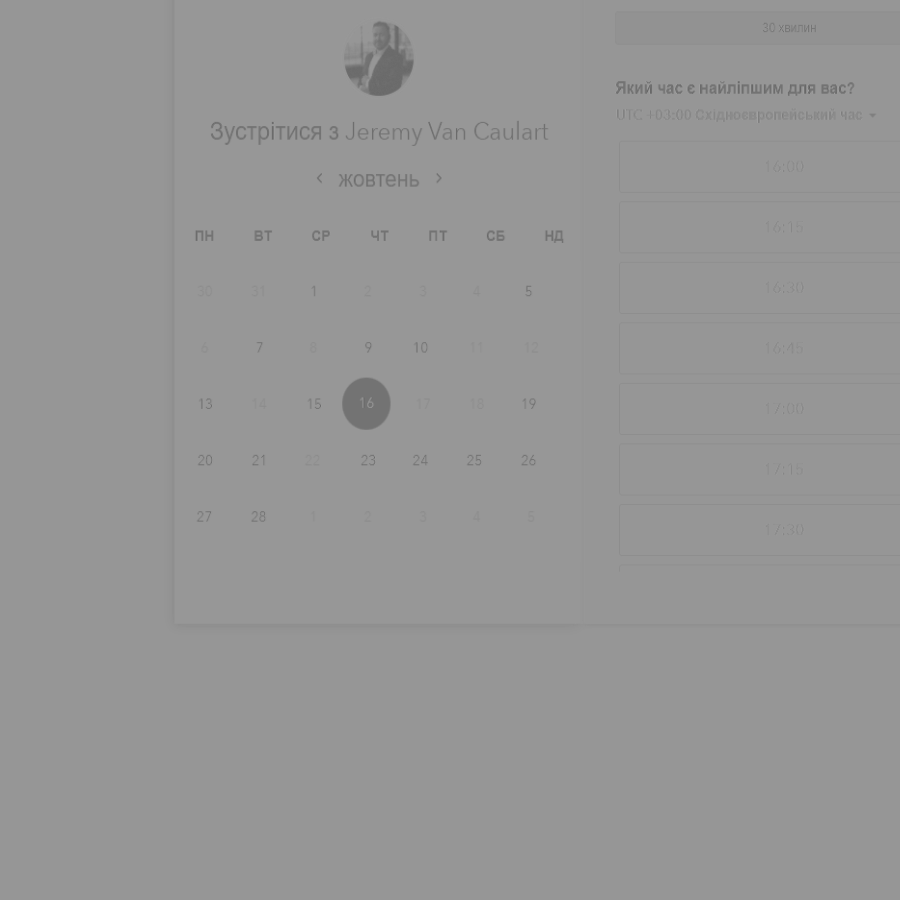 Зустрітися з Jeremy Van Caulart
жовтень
ПН ВТ СР ЧТ ПТ СБ НД
30 31 1 2 3 4 5
6 7 8 9 10 11 12
13 14 15 16 17 18 19
20 21 22 23 24 25 26
27 28 1 2 3 4 5
30 хвилин
Який час є найліпшим для вас?
UTC +03:00 Східноєвропейський час
16:00
16:15
16:30
16:45
17:00
17:15
17:30